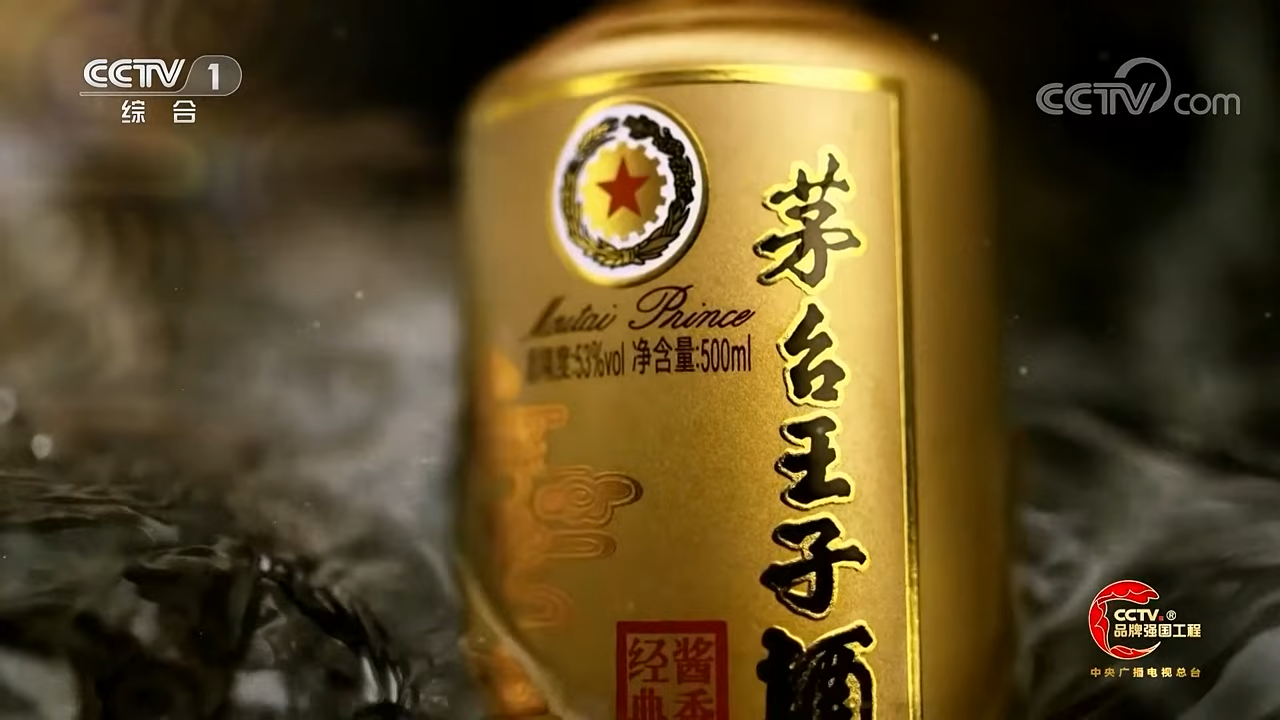 CCTV 1
综合
CCTV.com
茅台王子酒
Moutai Prince
精度:53%vol 净含量:500ml
酱香
经典
CCTV®
品牌强国工程
中央广播电视总台